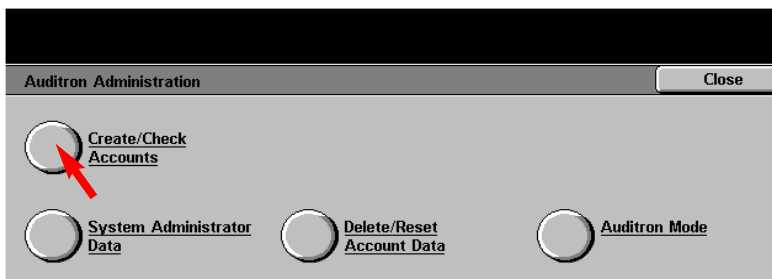 Auditron Administration
Close
Create/Check
Accounts
System Administrator
Data
Delete/Reset
Account Data
Auditron Mode